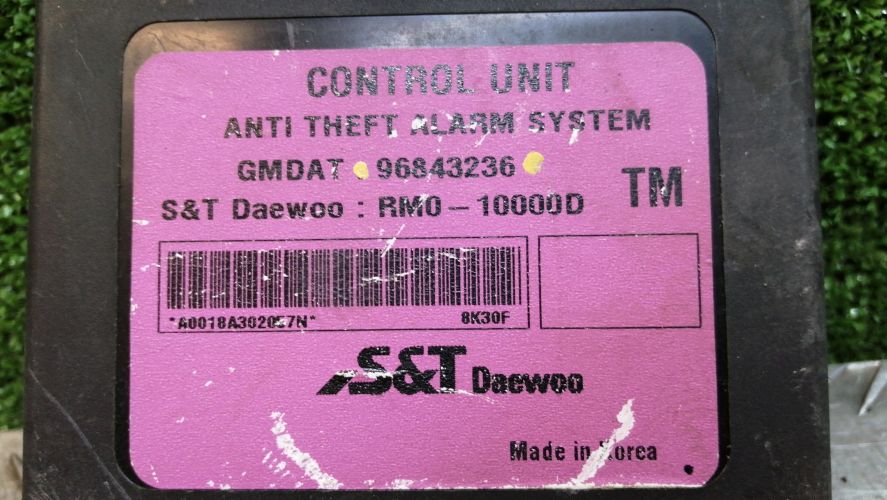 CONTROL UNIT
ANTI THEFT ALARM SYSTEM
GMDAT : 96843236
TM
S&T Daewoo : RM0-10000D
8K30F
S&T Daewoo
Made in Korea